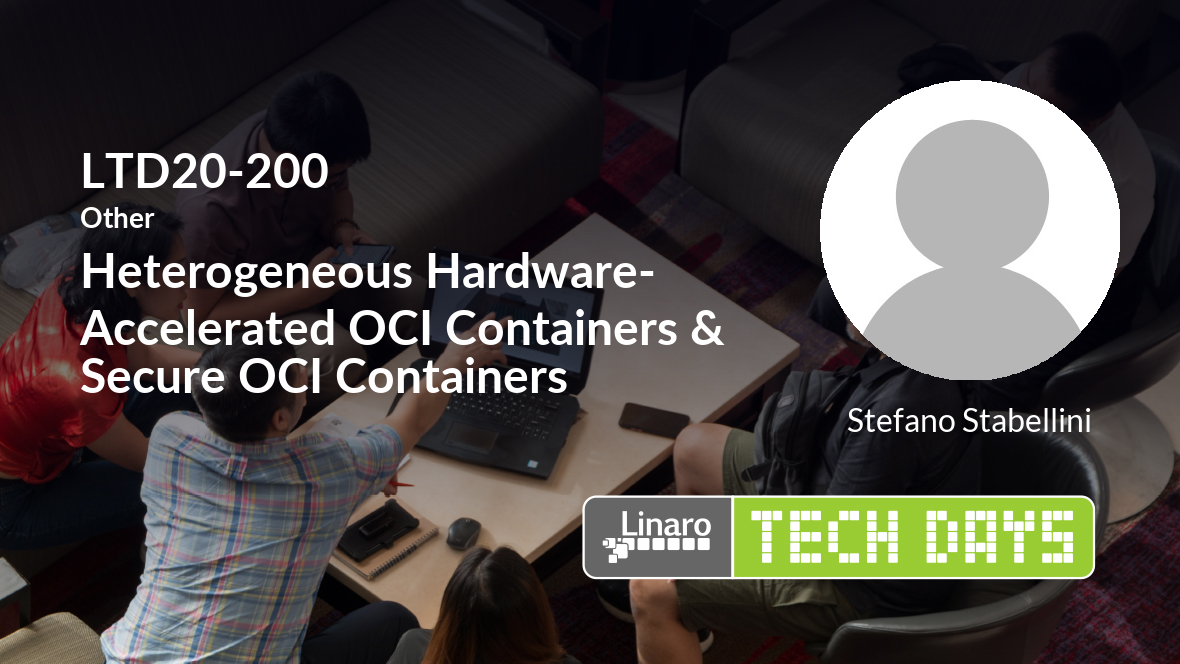 LTD20-200
Other
Heterogeneous Hardware-
Accelerated OCI Containers &
Secure OCI Containers
Stefano Stabellini
Linaro
TECH DAYS